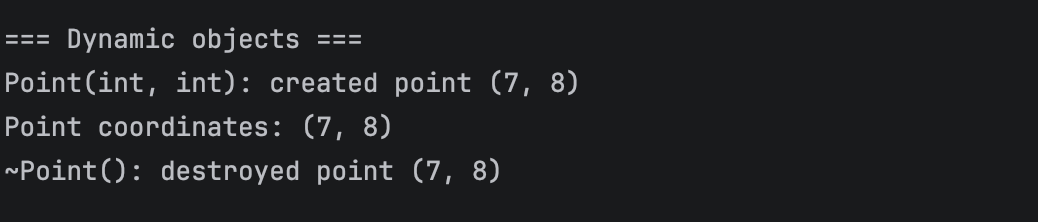 === Dynamic objects ===
Point(int, int): created point (7, 8)
Point coordinates: (7, 8)
~Point(): destroyed point (7, 8)